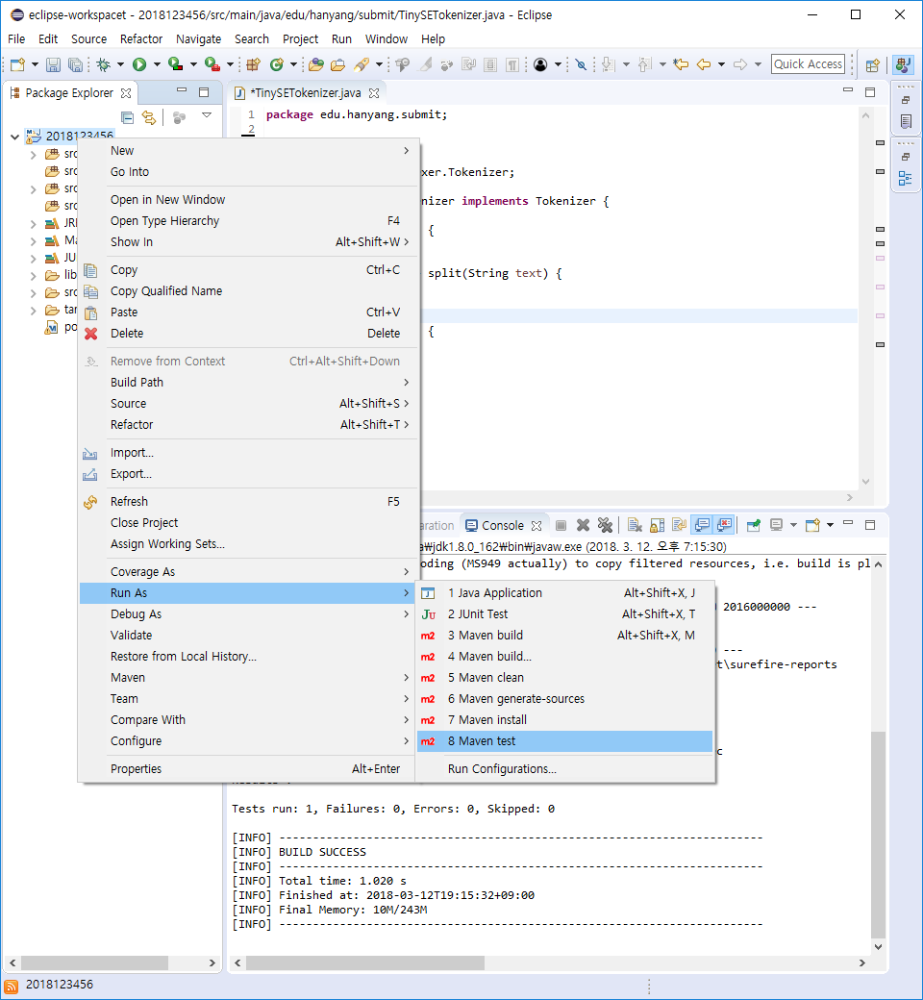 eclipse-workspacet - 2018123456/src/main/java/edu/hanyang/submit/TinySETokenizer.java - Eclipse
File Edit Source Refactor Navigate Search Project Run Window Help
Quick Access
Package Explorer
*TinySETokenizer.java
2018123456
1 package edu.hanyang.submit;
2
xer.Tokenizer;
nizer implements Tokenizer {
{
split(String text) {
{
New
Go Into
Open in New Window
Open Type Hierarchy F4
Show In Alt+Shift+W
Copy Ctrl+C
Copy Qualified Name
Paste Ctrl+V
Delete Delete
Remove from Context Ctrl+Alt+Shift+Down
Build Path
Source Alt+Shift+S
Refactor Alt+Shift+T
Import...
Export...
Refresh F5
Close Project
Assign Working Sets...
Coverage As
Run As
Debug As
Validate
Restore from Local History...
Maven
Team
Compare With
Configure
Properties Alt+Enter
src
src
src
src
JRE
Ma
JU
lib
src
tar
po
1 Java Application Alt+Shift+X, J
2 JUnit Test Alt+Shift+X, T
3 Maven build Alt+Shift+X, M
4 Maven build...
5 Maven clean
6 Maven generate-sources
7 Maven install
8 Maven test
Run Configurations...
aration
Console
a₩jdk1.8.0_162₩bin₩javaw.exe (2018. 3. 12. 오후 7:15:30)
oding (MS949 actually) to copy filtered resources, i.e. build is pl
2016000000 ---
---
t\surefire-reports
c
Tests run: 1, Failures: 0, Errors: 0, Skipped: 0
[INFO] ------------------------------------------------------------------------
[INFO] BUILD SUCCESS
[INFO] ------------------------------------------------------------------------
[INFO] Total time: 1.020 s
[INFO] Finished at: 2018-03-12T19:15:32+09:00
[INFO] Final Memory: 10M/243M
[INFO] ------------------------------------------------------------------------
2018123456